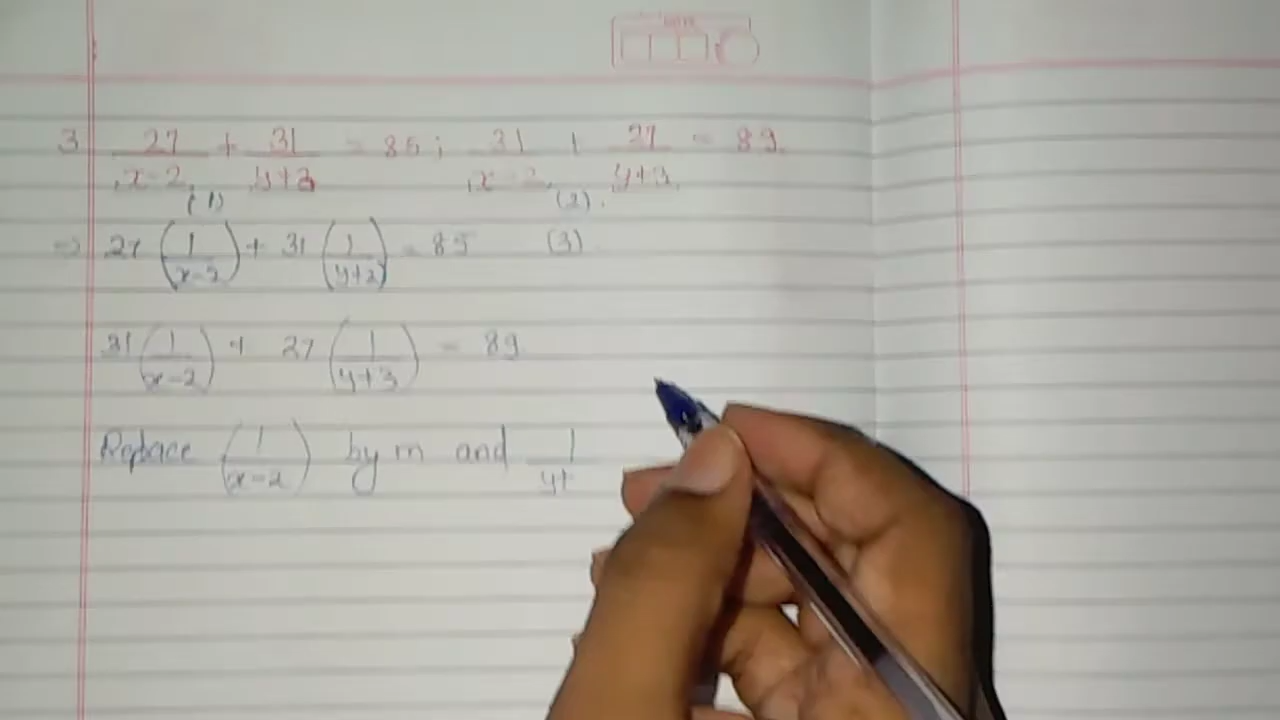 3 27/x-2 + 31/y+3 = 85; 31/x-2 + 27/y+3 = 89.
(1) (2).
⇒ 27 (1/x-2) + 31 (1/y+3) = 85 (3)
31 (1/x-2) + 27 (1/y+3) = 89
Replace (1/x-2) by m and 1/y+